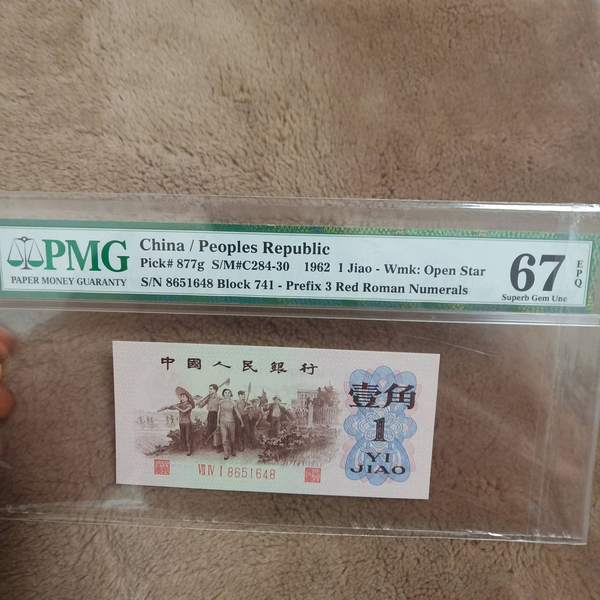 PMG
PAPER MONEY GUARANTY
China / Peoples Republic
Pick# 877g S/M#C284-30 1962 1 Jiao - Wmk: Open Star
S/N 8651648 Block 741 - Prefix 3 Red Roman Numerals
67
EPQ
Superb Gem Unc
中國人民銀行
壹角
1
YI
JIAO
VII IV I 8651648